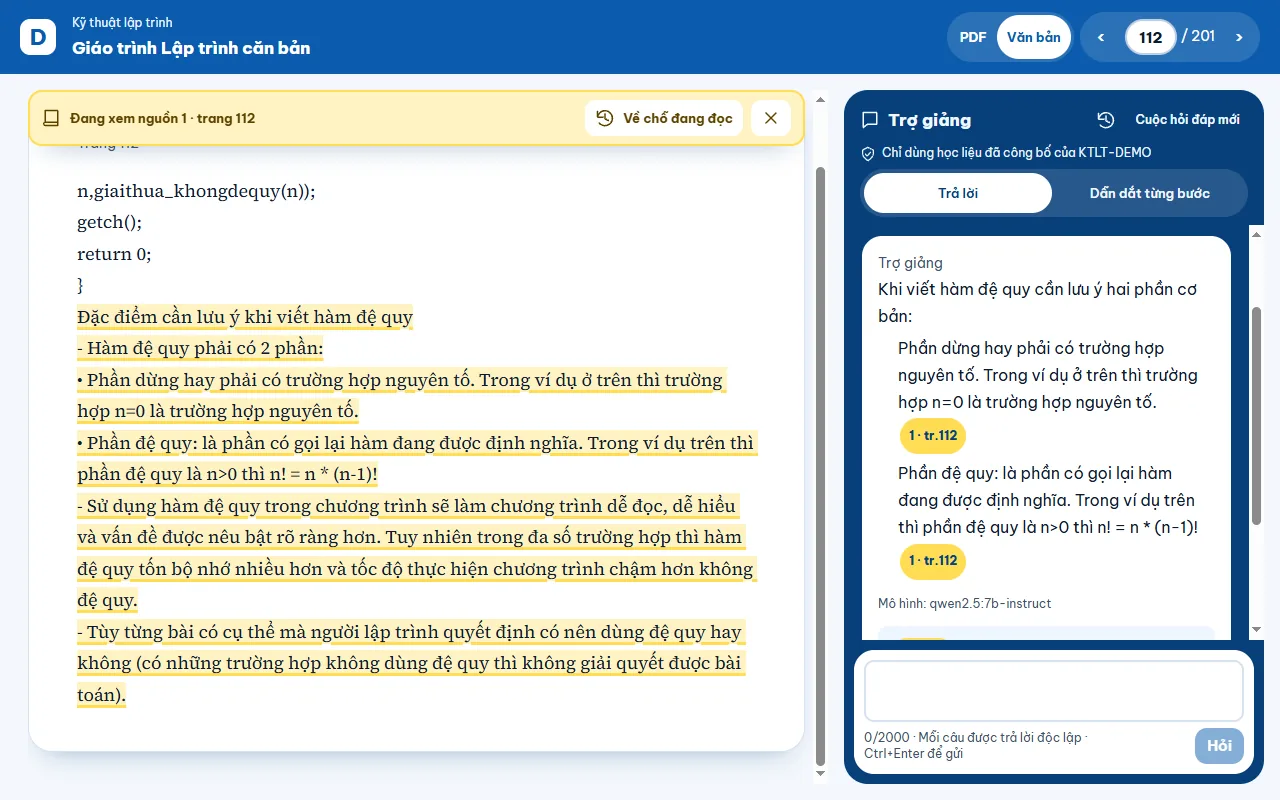 D
Kỹ thuật lập trình
Giáo trình Lập trình căn bản
PDF
Văn bản
112
/ 201
Đang xem nguồn 1 · trang 112
Về chỗ đang đọc
n,giaithua_khongdequy(n));
getch();
return 0;
}
Đặc điểm cần lưu ý khi viết hàm đệ quy
- Hàm đệ quy phải có 2 phần:
• Phần dừng hay phải có trường hợp nguyên tố. Trong ví dụ ở trên thì trường
hợp n=0 là trường hợp nguyên tố.
• Phần đệ quy: là phần có gọi lại hàm đang được định nghĩa. Trong ví dụ trên thì
phần đệ quy là n>0 thì n! = n * (n-1)!
- Sử dụng hàm đệ quy trong chương trình sẽ làm chương trình dễ đọc, dễ hiểu
và vấn đề được nêu bật rõ ràng hơn. Tuy nhiên trong đa số trường hợp thì hàm
đệ quy tốn bộ nhớ nhiều hơn và tốc độ thực hiện chương trình chậm hơn không
đệ quy.
- Tùy từng bài có cụ thể mà người lập trình quyết định có nên dùng đệ quy hay
không (có những trường hợp không dùng đệ quy thì không giải quyết được bài
toán).
Trợ giảng
Cuộc hỏi đáp mới
Chỉ dùng học liệu đã công bố của KTLT-DEMO
Trả lời
Dẫn dắt từng bước
Trợ giảng
Khi viết hàm đệ quy cần lưu ý hai phần cơ
bản:
Phần dừng hay phải có trường hợp
nguyên tố. Trong ví dụ ở trên thì trường
hợp n=0 là trường hợp nguyên tố.
1 · tr.112
Phần đệ quy: là phần có gọi lại hàm
đang được định nghĩa. Trong ví dụ trên
thì phần đệ quy là n>0 thì n! = n * (n-1)!
1 · tr.112
Mô hình: qwen2.5:7b-instruct
0/2000 · Mỗi câu được trả lời độc lập ·
Ctrl+Enter để gửi
Hỏi